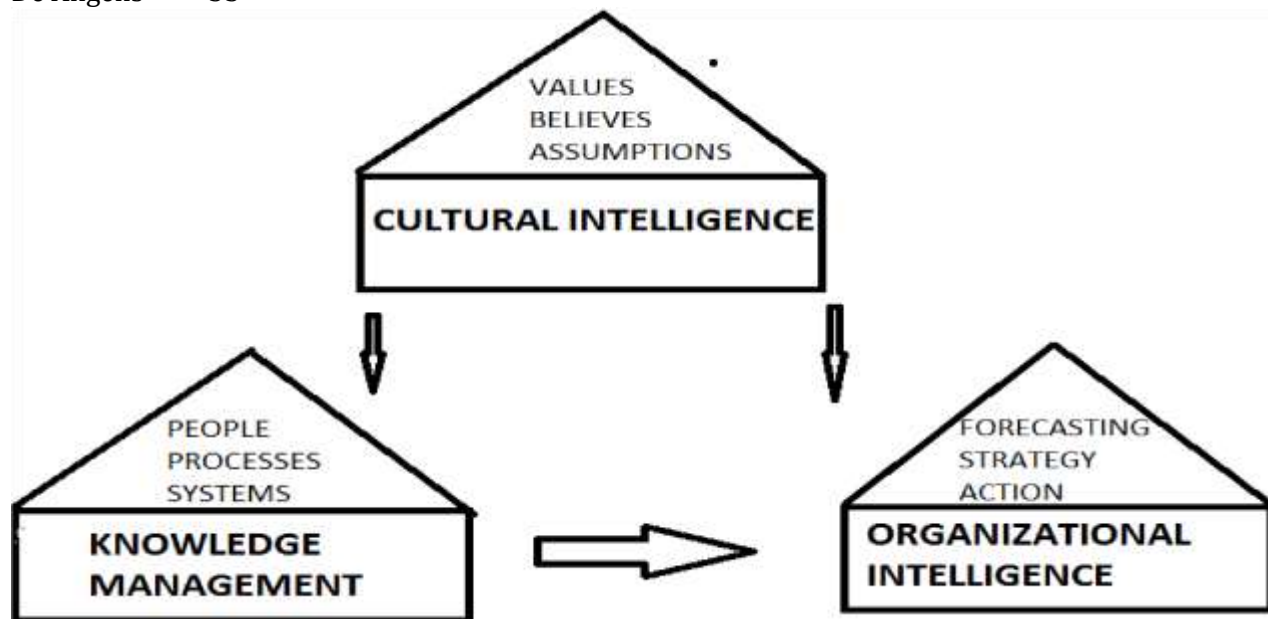 VALUES
BELIEVES
ASSUMPTIONS
CULTURAL INTELLIGENCE
PEOPLE
PROCESSES
SYSTEMS
KNOWLEDGE
MANAGEMENT
FORECASTING
STRATEGY
ACTION
ORGANIZATIONAL
INTELLIGENCE